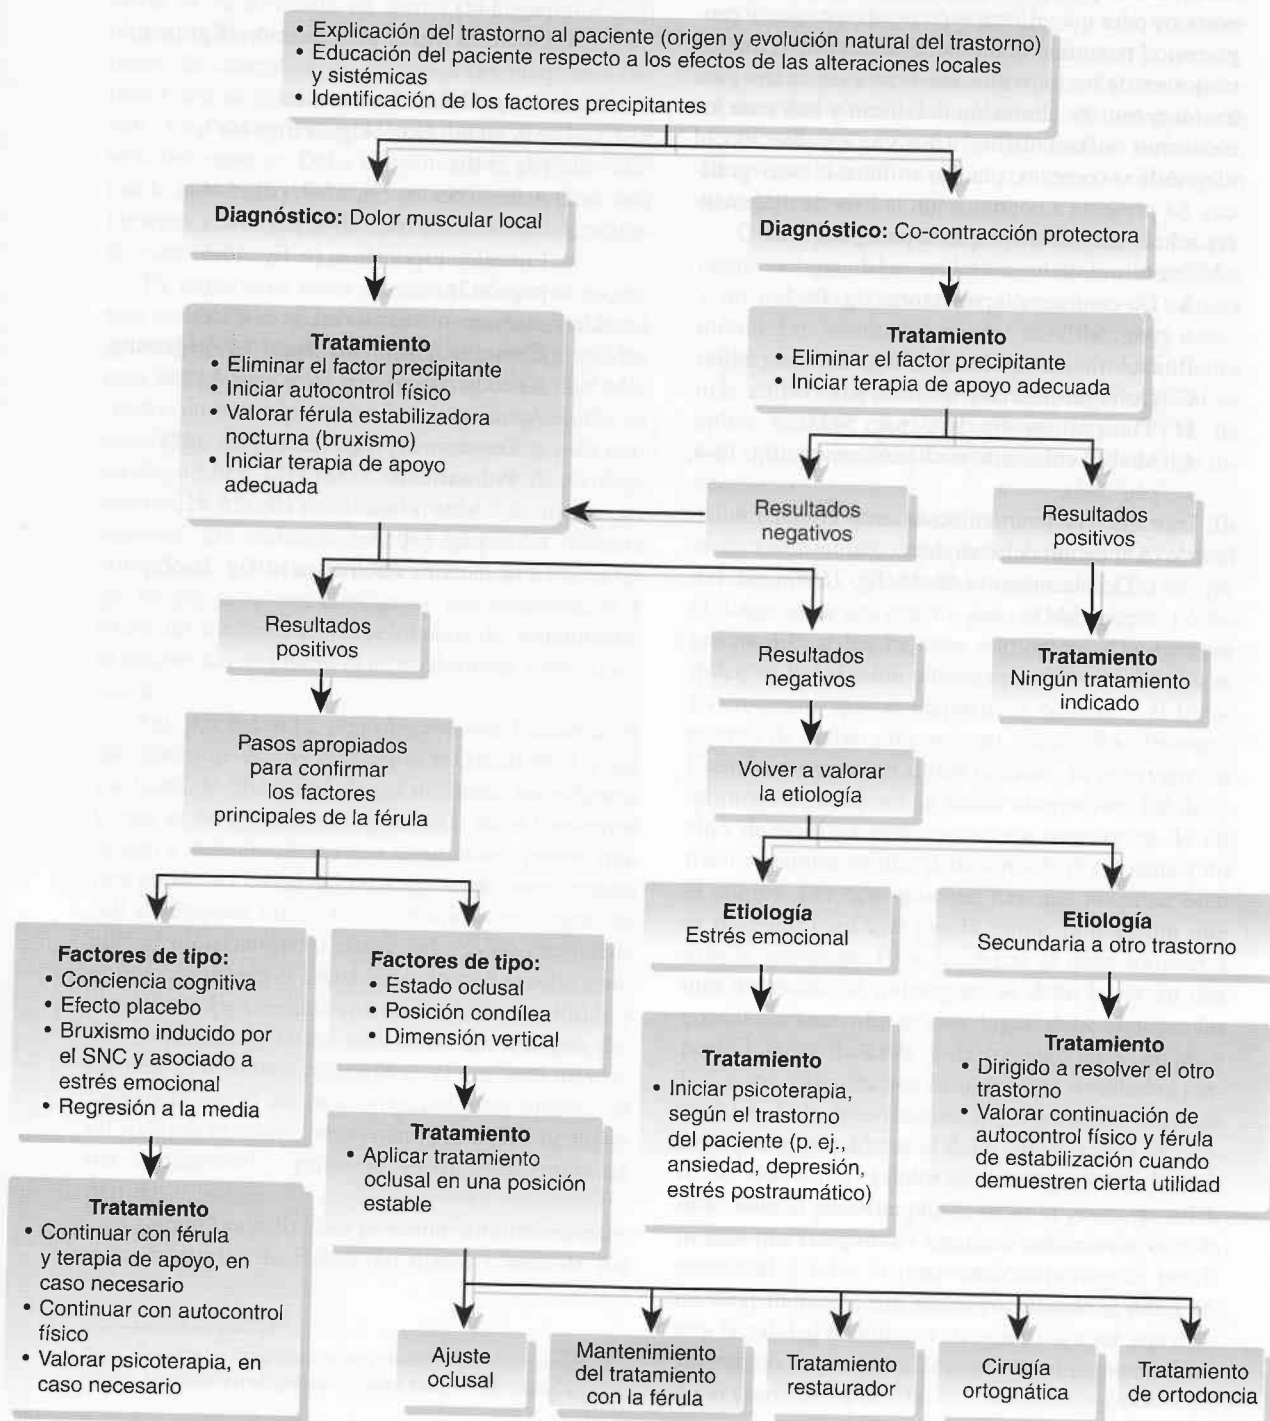 • Explicación del trastorno al paciente (origen y evolución natural del trastorno)
• Educación del paciente respecto a los efectos de las alteraciones locales
y sistémicas
• Identificación de los factores precipitantes
Diagnóstico: Dolor muscular local
Diagnóstico: Co-contracción protectora
Tratamiento
• Eliminar el factor precipitante
• Iniciar autocontrol físico
• Valorar férula estabilizadora
nocturna (bruxismo)
• Iniciar terapia de apoyo
adecuada
Tratamiento
• Eliminar el factor precipitante
• Iniciar terapia de apoyo adecuada
Resultados
negativos
Resultados
positivos
Resultados
positivos
Resultados
negativos
Tratamiento
Ningún tratamiento
indicado
Pasos apropiados
para confirmar
los factores
principales de la férula
Volver a valorar
la etiología
Factores de tipo:
• Conciencia cognitiva
• Efecto placebo
• Bruxismo inducido por
el SNC y asociado a
estrés emocional
• Regresión a la media
Factores de tipo:
• Estado oclusal
• Posición condílea
• Dimensión vertical
Etiología
Estrés emocional
Etiología
Secundaria a otro trastorno
Tratamiento
• Iniciar psicoterapia,
según el trastorno
del paciente (p. ej.,
ansiedad, depresión,
estrés postraumático)
Tratamiento
• Dirigido a resolver el otro
trastorno
• Valorar continuación de
autocontrol físico y férula
de estabilización cuando
demuestren cierta utilidad
Tratamiento
• Aplicar tratamiento
oclusal en una posición
estable
Tratamiento
• Continuar con férula
y terapia de apoyo, en
caso necesario
• Continuar con autocontrol
físico
• Valorar psicoterapia, en
caso necesario
Ajuste
oclusal
Mantenimiento
del tratamiento
con la férula
Tratamiento
restaurador
Cirugía
ortognática
Tratamiento
de ortodoncia